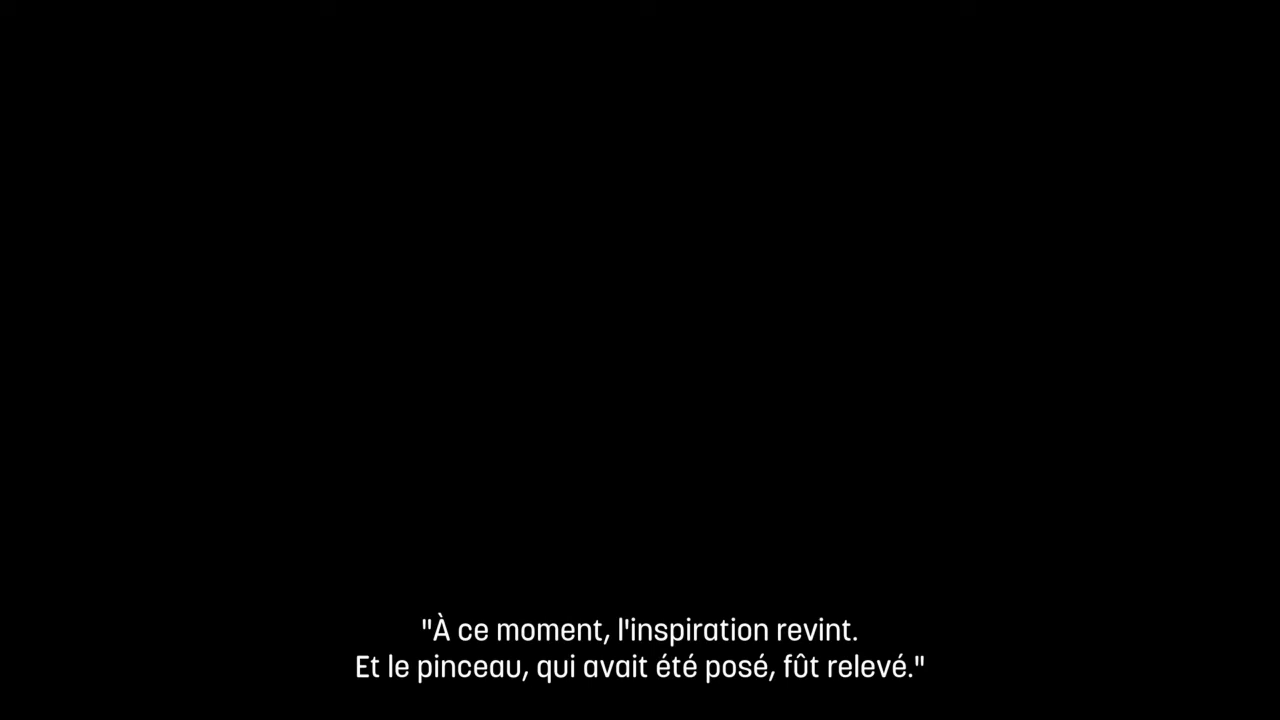 "À ce moment, l'inspiration revint.
Et le pinceau, qui avait été posé, fût relevé."